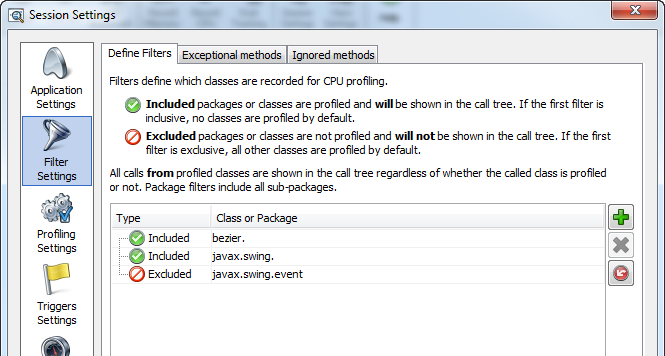 Session Settings
Application
Settings
Filter
Settings
Profiling
Settings
Triggers
Settings
Define Filters Exceptional methods Ignored methods
Filters define which classes are recorded for CPU profiling.
Included packages or classes are profiled and will be shown in the call tree. If the first filter is
inclusive, no classes are profiled by default.
Excluded packages or classes are not profiled and will not be shown in the call tree. If the first
filter is exclusive, all other classes are profiled by default.
All calls from profiled classes are shown in the call tree regardless of whether the called class is profiled
or not. Package filters include all sub-packages.
Type Class or Package
Included bezier.
Included javax.swing.
Excluded javax.swing.event